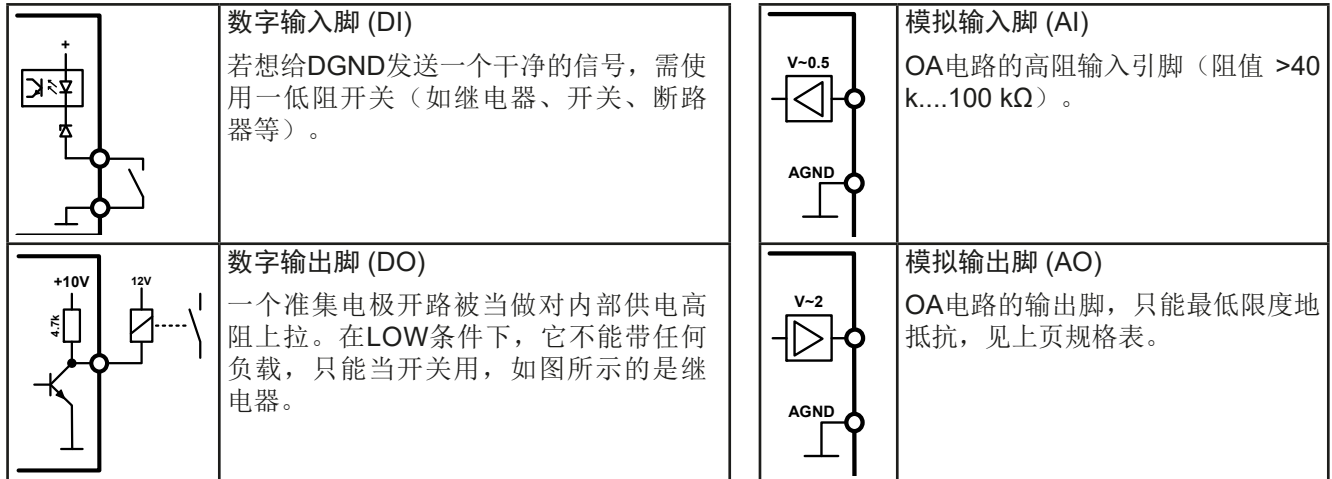 +
数字输入脚 (DI)
若想给DGND发送一个干净的信号，需使
用一低阻开关（如继电器、开关、断路
器等）。
V~0.5
AGND
模拟输入脚 (AI)
OA电路的高阻输入引脚（阻值 >40
k....100 kΩ）。
+10V
12V
4.7k
数字输出脚 (DO)
一个准集电极开路被当做对内部供电高
阻上拉。在LOW条件下，它不能带任何
负载，只能当开关用，如图所示的是继
电器。
V~2
AGND
模拟输出脚 (AO)
OA电路的输出脚，只能最低限度地
抵抗，见上页规格表。